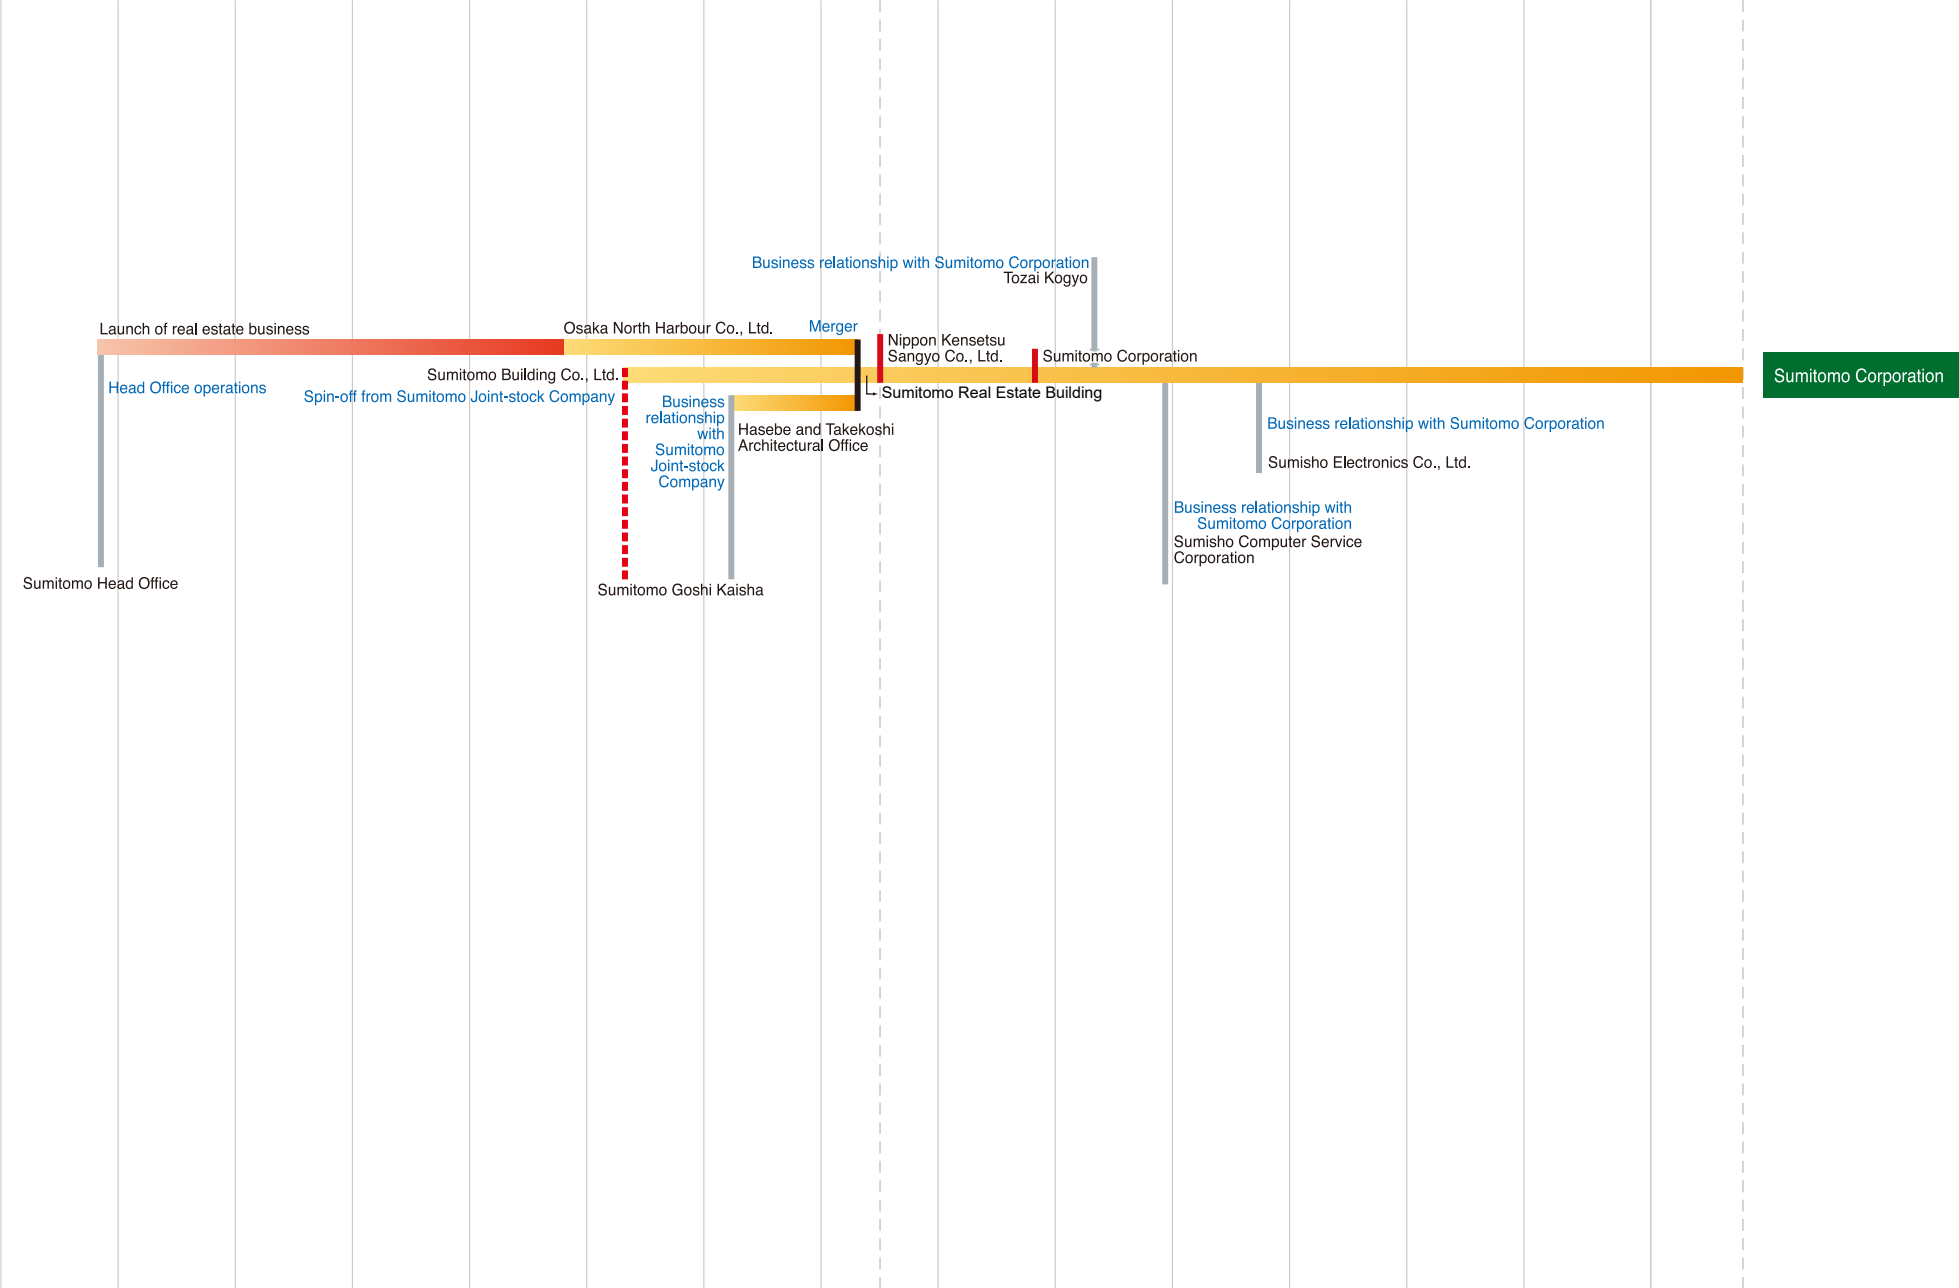 Business relationship with Sumitomo Corporation
Tozai Kogyo
Launch of real estate business
Osaka North Harbour Co., Ltd.
Merger
Nippon Kensetsu
Sangyo Co., Ltd.
Sumitomo Corporation
Sumitomo Building Co., Ltd.
Sumitomo Corporation
Head Office operations
Spin-off from Sumitomo Joint-stock Company
Sumitomo Real Estate Building
Business
relationship
with
Sumitomo
Joint-stock
Company
Hasebe and Takekoshi
Architectural Office
Business relationship with Sumitomo Corporation
Sumisho Electronics Co., Ltd.
Business relationship with
Sumitomo Corporation
Sumisho Computer Service
Corporation
Sumitomo Head Office
Sumitomo Goshi Kaisha